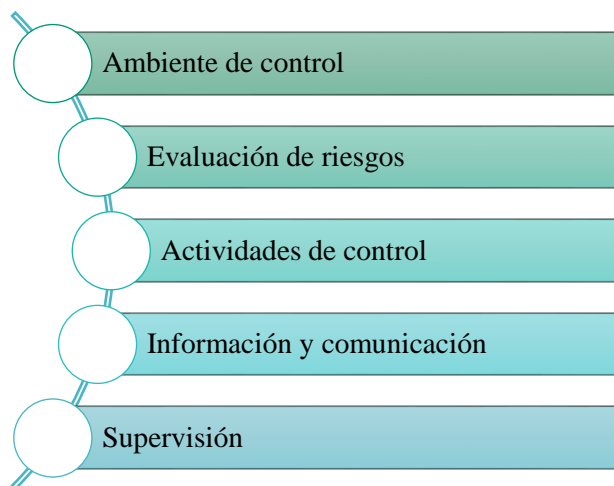 Ambiente de control
Evaluación de riesgos
Actividades de control
Información y comunicación
Supervisión